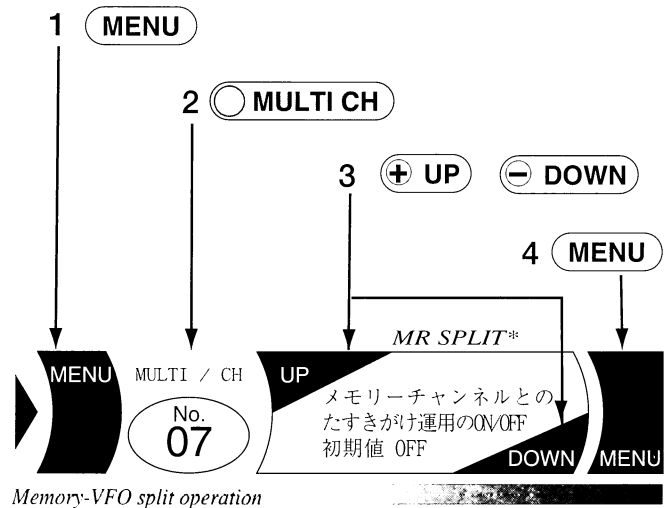 1 MENU
2 MULTI CH
3 + UP - DOWN
4 MENU
MR SPLIT*
MENU
MULTI / CH
No.
07
UP
メモリーチャンネルとの
たすきがけ運用のON/OFF
初期値 OFF
DOWN
MENU
Memory-VFO split operation